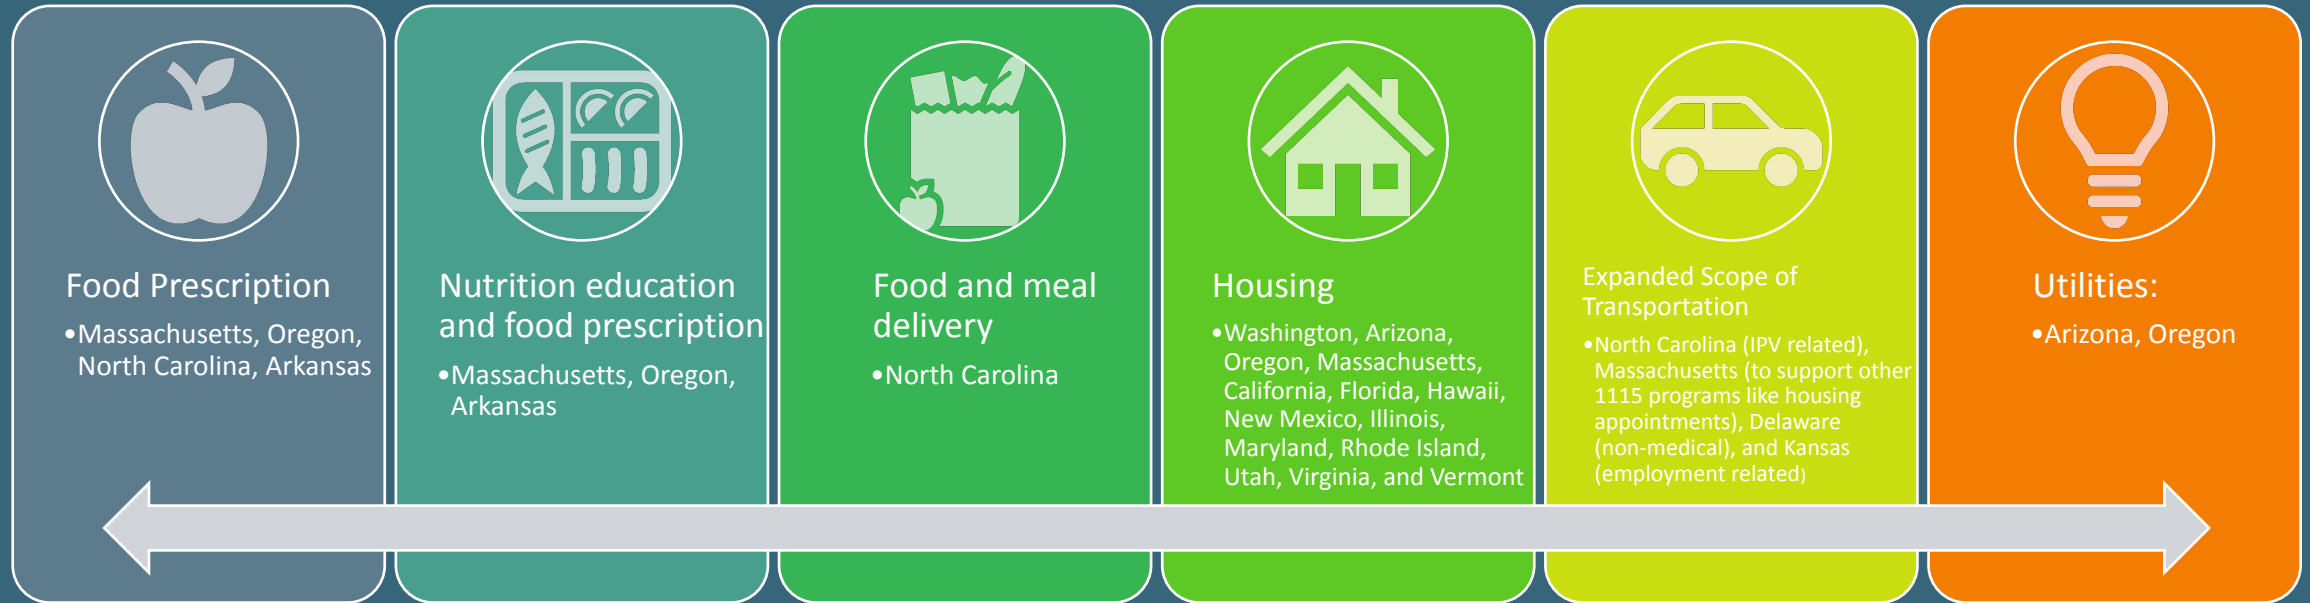 Food Prescription
•Massachusetts, Oregon,
North Carolina, Arkansas
Nutrition education
and food prescription
•Massachusetts, Oregon,
Arkansas
Food and meal
delivery
•North Carolina
Housing
•Washington, Arizona,
Oregon, Massachusetts,
California, Florida, Hawaii,
New Mexico, Illinois,
Maryland, Rhode Island,
Utah, Virginia, and Vermont
Expanded Scope of
Transportation
•North Carolina (IPV related),
Massachusetts (to support other
1115 programs like housing
appointments), Delaware
(non-medical), and Kansas
(employment related)
Utilities:
•Arizona, Oregon